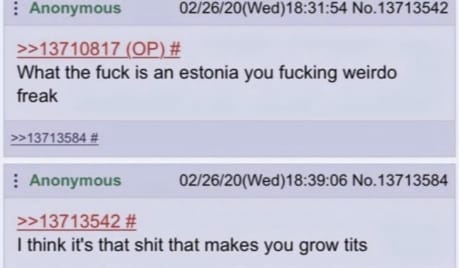 Anonymous 02/26/20(Wed)18:31:54 No.13713542
>>13710817 (OP) #
What the fuck is an estonia you fucking weirdo
freak
>>13713584 #
Anonymous 02/26/20(Wed)18:39:06 No.13713584
>>13713542 #
I think it's that shit that makes you grow tits